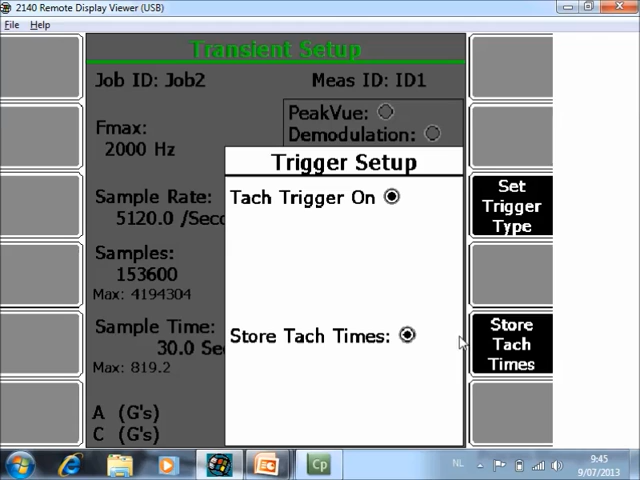 2140 Remote Display Viewer (USB)
File Help
Transient Setup
Job ID: Job2 Meas ID: ID1
PeakVue:
Demodulation:
Fmax:
2000 Hz
Trigger Setup
Tach Trigger On
Set
Trigger
Type
Sample Rate:
5120.0 /Seco
Samples:
153600
Max: 4194304
Sample Time:
30.0 Sec
Max: 819.2
Store Tach Times:
Store
Tach
Times
A (G's)
C (G's)
Cp
NL
9:45
9/07/2013